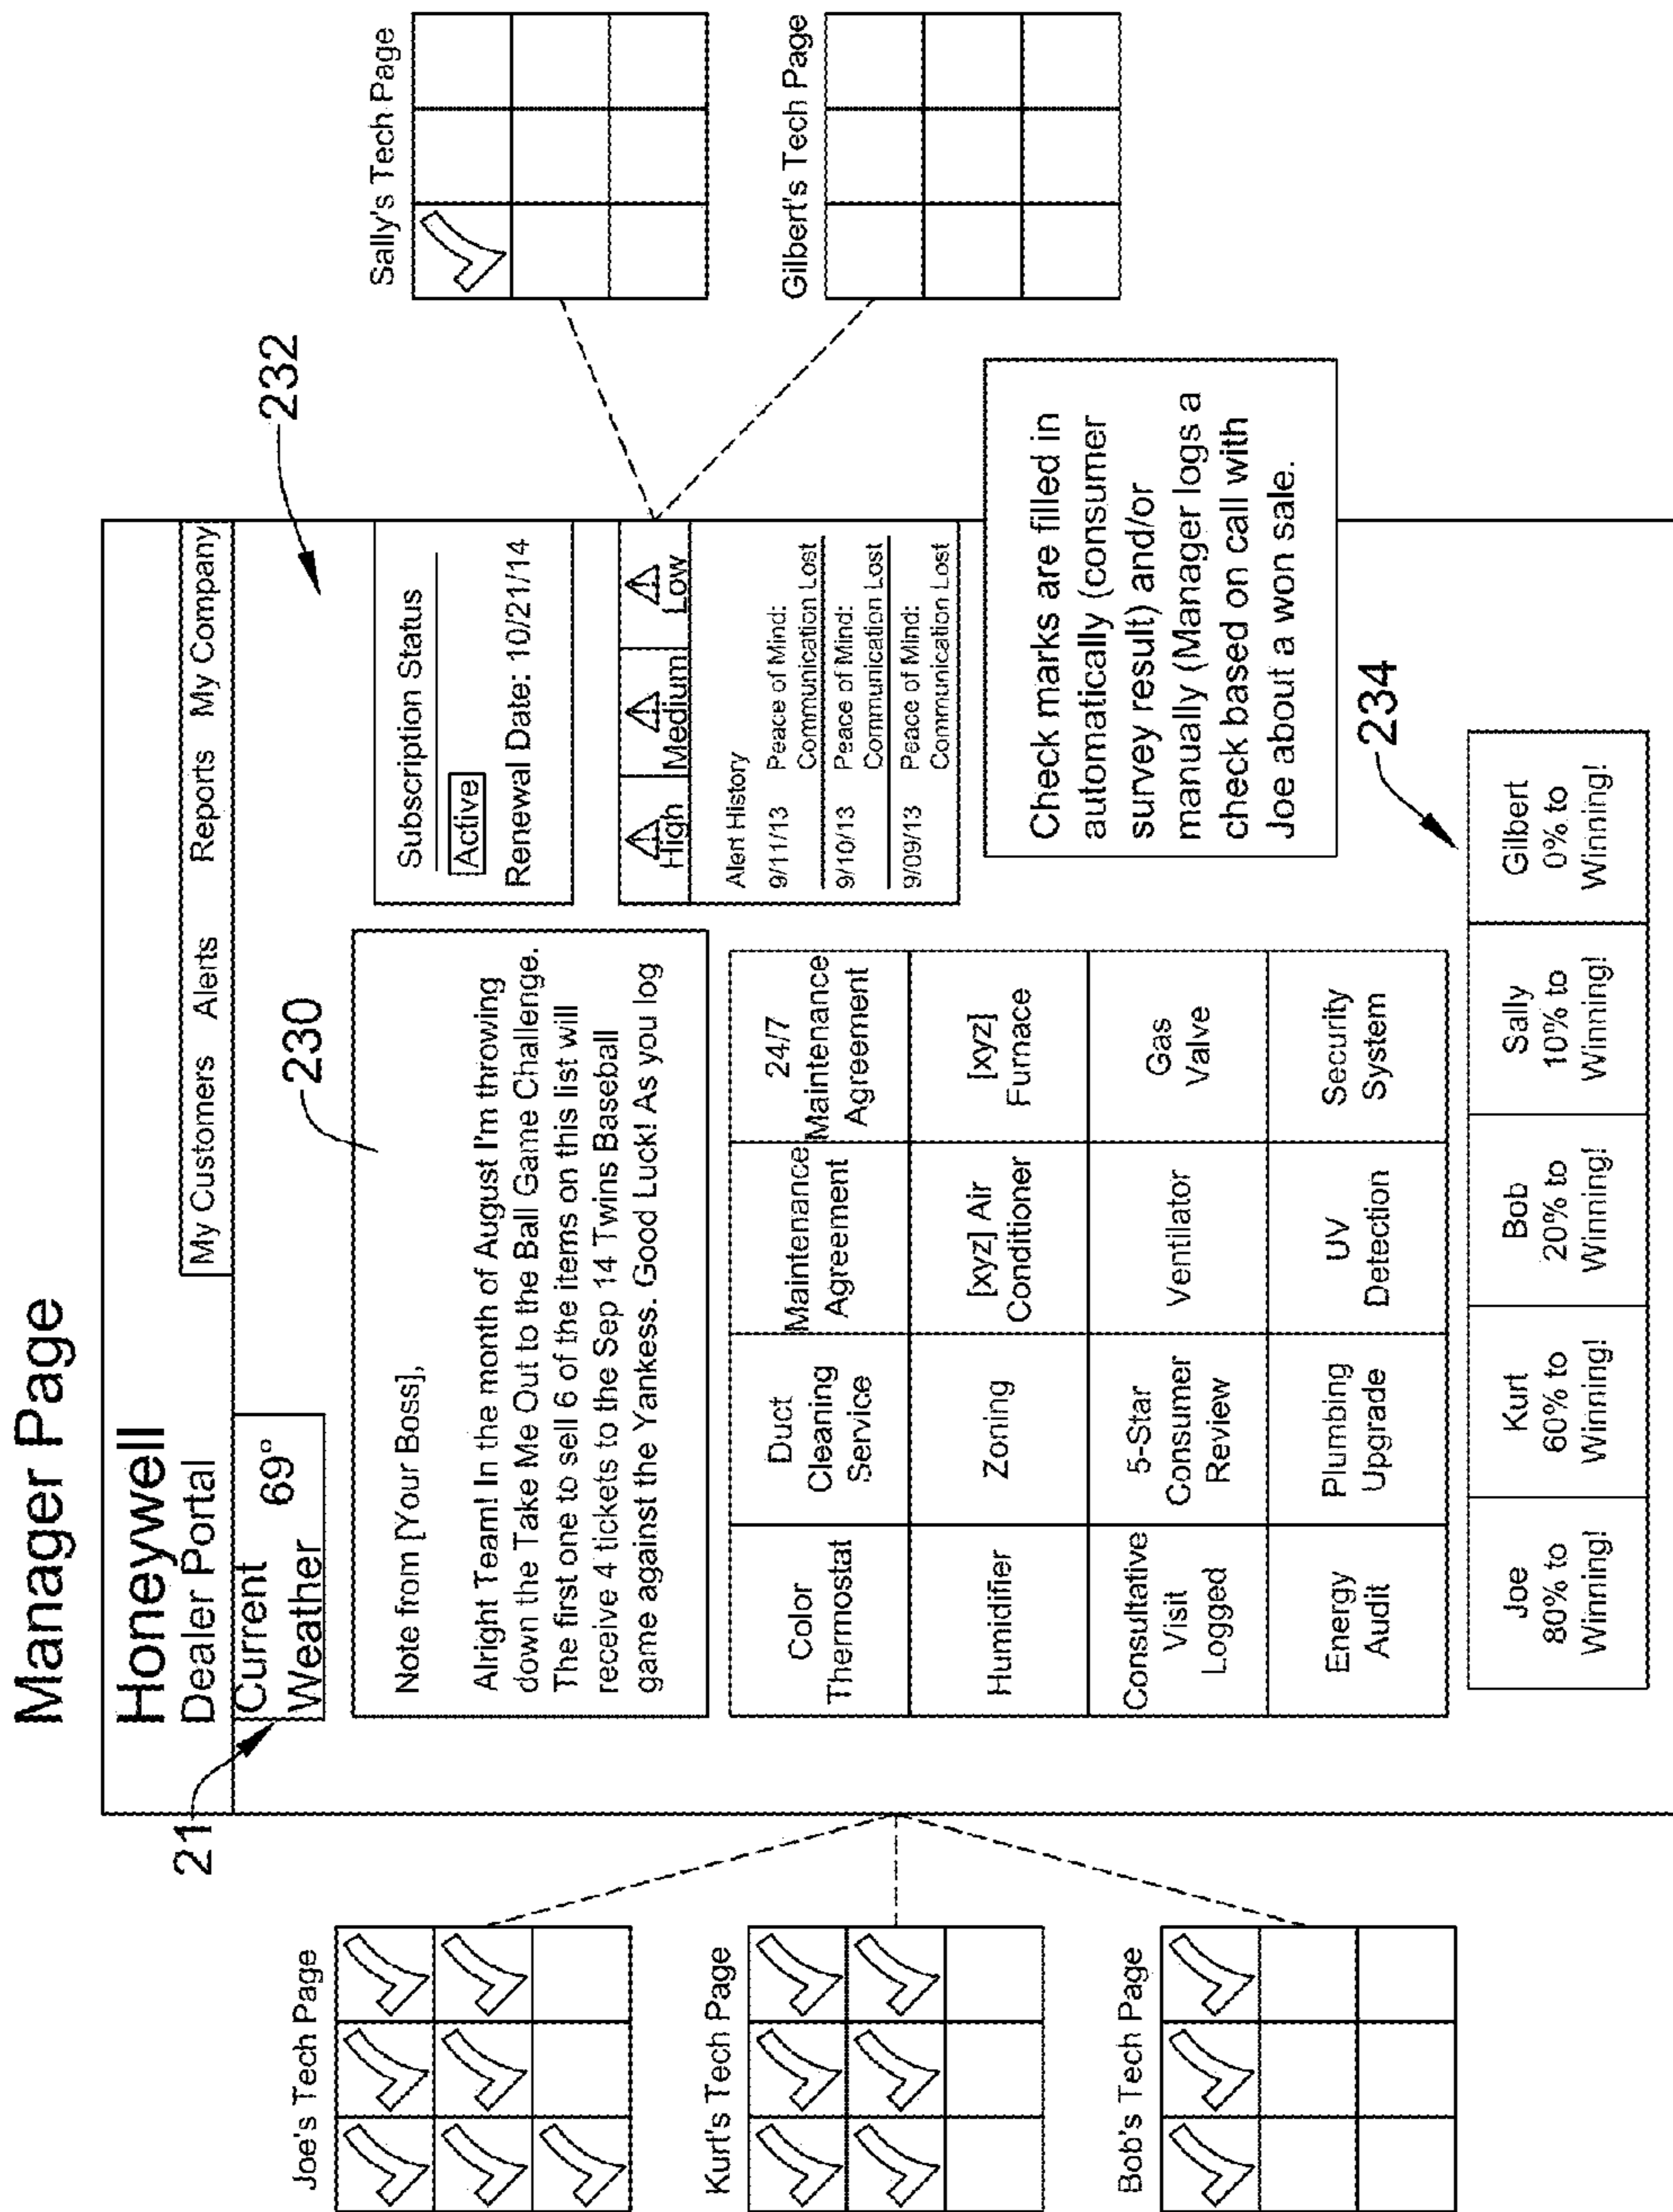 Manager Page
Honeywell
Dealer Portal
My Customers Alerts Reports My Company
Current
Weather 69°
21
230
232
Note from [Your Boss],
Alright Team! In the month of August I'm throwing
down the Take Me Out to the Ball Game Challenge.
The first one to sell 6 of the items on this list will
receive 4 tickets to the Sep 14 Twins Baseball
game against the Yankess. Good Luck! As you log
Subscription Status
Active
Renewal Date: 10/21/14
High Medium Low
Alert History
9/11/13 Peace of Mind:
Communication Lost
9/10/13 Peace of Mind:
Communication Lost
9/09/13 Peace of Mind:
Communication Lost
Color
Thermostat
Duct
Cleaning
Service
Maintenance
Agreement
24/7
Maintenance
Agreement
Humidifier
Zoning
[xyz] Air
Conditioner
[xyz]
Furnace
Consultative
Visit
Logged
5-Star
Consumer
Review
Ventilator
Gas
Valve
Energy
Audit
Plumbing
Upgrade
UV
Detection
Security
System
Check marks are filled in
automatically (consumer
survey result) and/or
manually (Manager logs a
check based on call with
Joe about a won sale.
234
Joe
80% to
Winning!
Kurt
60% to
Winning!
Bob
20% to
Winning!
Sally
10% to
Winning!
Gilbert
0% to
Winning!
Joe's Tech Page
Kurt's Tech Page
Bob's Tech Page
Sally's Tech Page
Gilbert's Tech Page